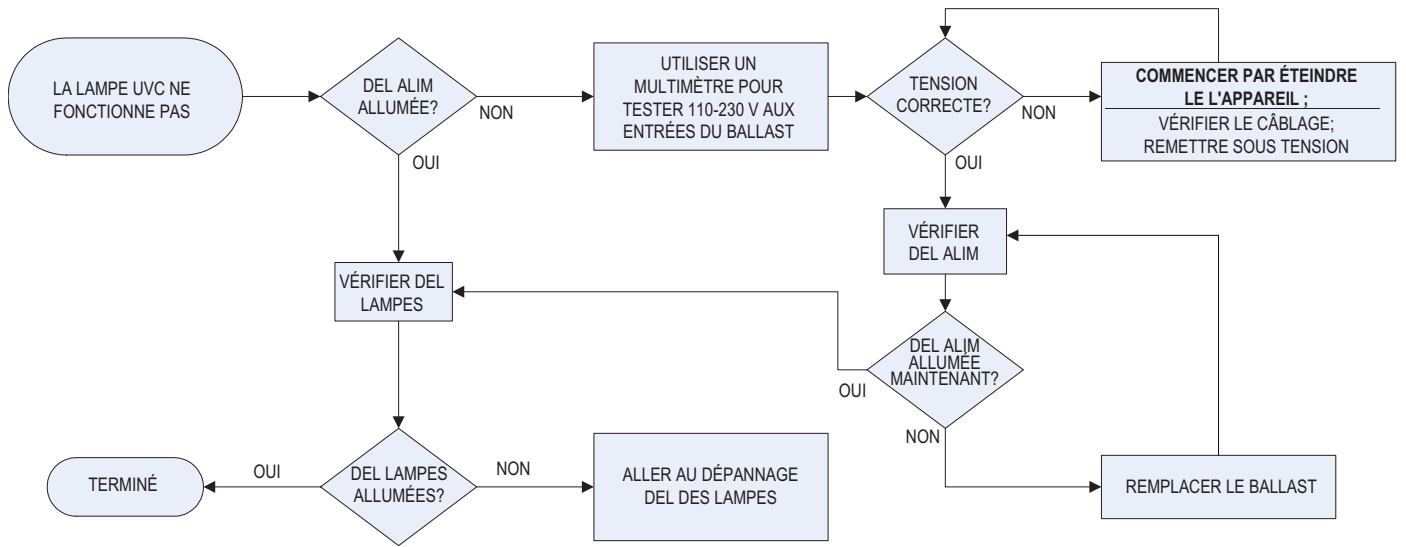 LA LAMPE UVC NE
FONCTIONNE PAS
DEL ALIM
ALLUMÉE?
NON
OUI
UTILISER UN
MULTIMÈTRE POUR
TESTER 110-230 V AUX
ENTRÉES DU BALLAST
TENSION
CORRECTE?
NON
OUI
COMMENCER PAR ÉTEINDRE
LE L'APPAREIL ;
VÉRIFIER LE CÂBLAGE;
REMETTRE SOUS TENSION
VÉRIFIER
DEL ALIM
VÉRIFIER DEL
LAMPES
DEL ALIM
ALLUMÉE
MAINTENANT?
OUI
NON
REMPLACER LE BALLAST
DEL LAMPES
ALLUMÉES?
OUI
NON
TERMINÉ
ALLER AU DÉPANNAGE
DEL DES LAMPES